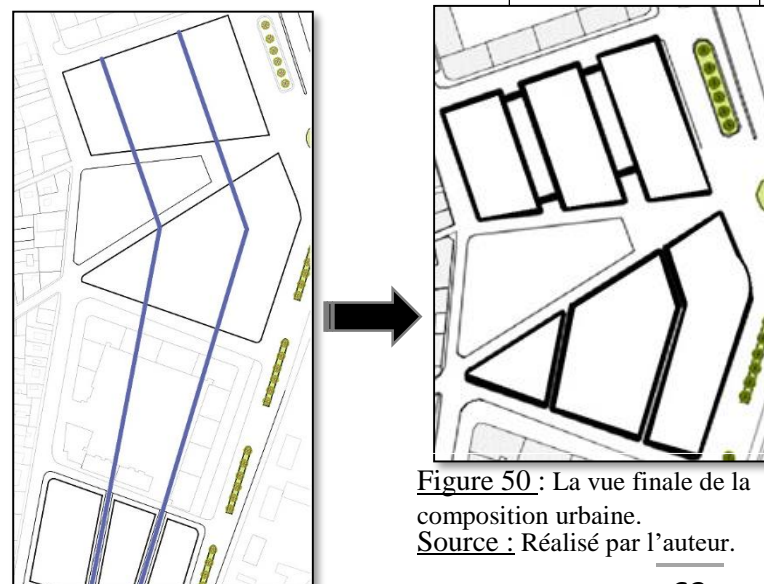 Figure 50 : La vue finale de la
composition urbaine.
Source : Réalisé par l’auteur.